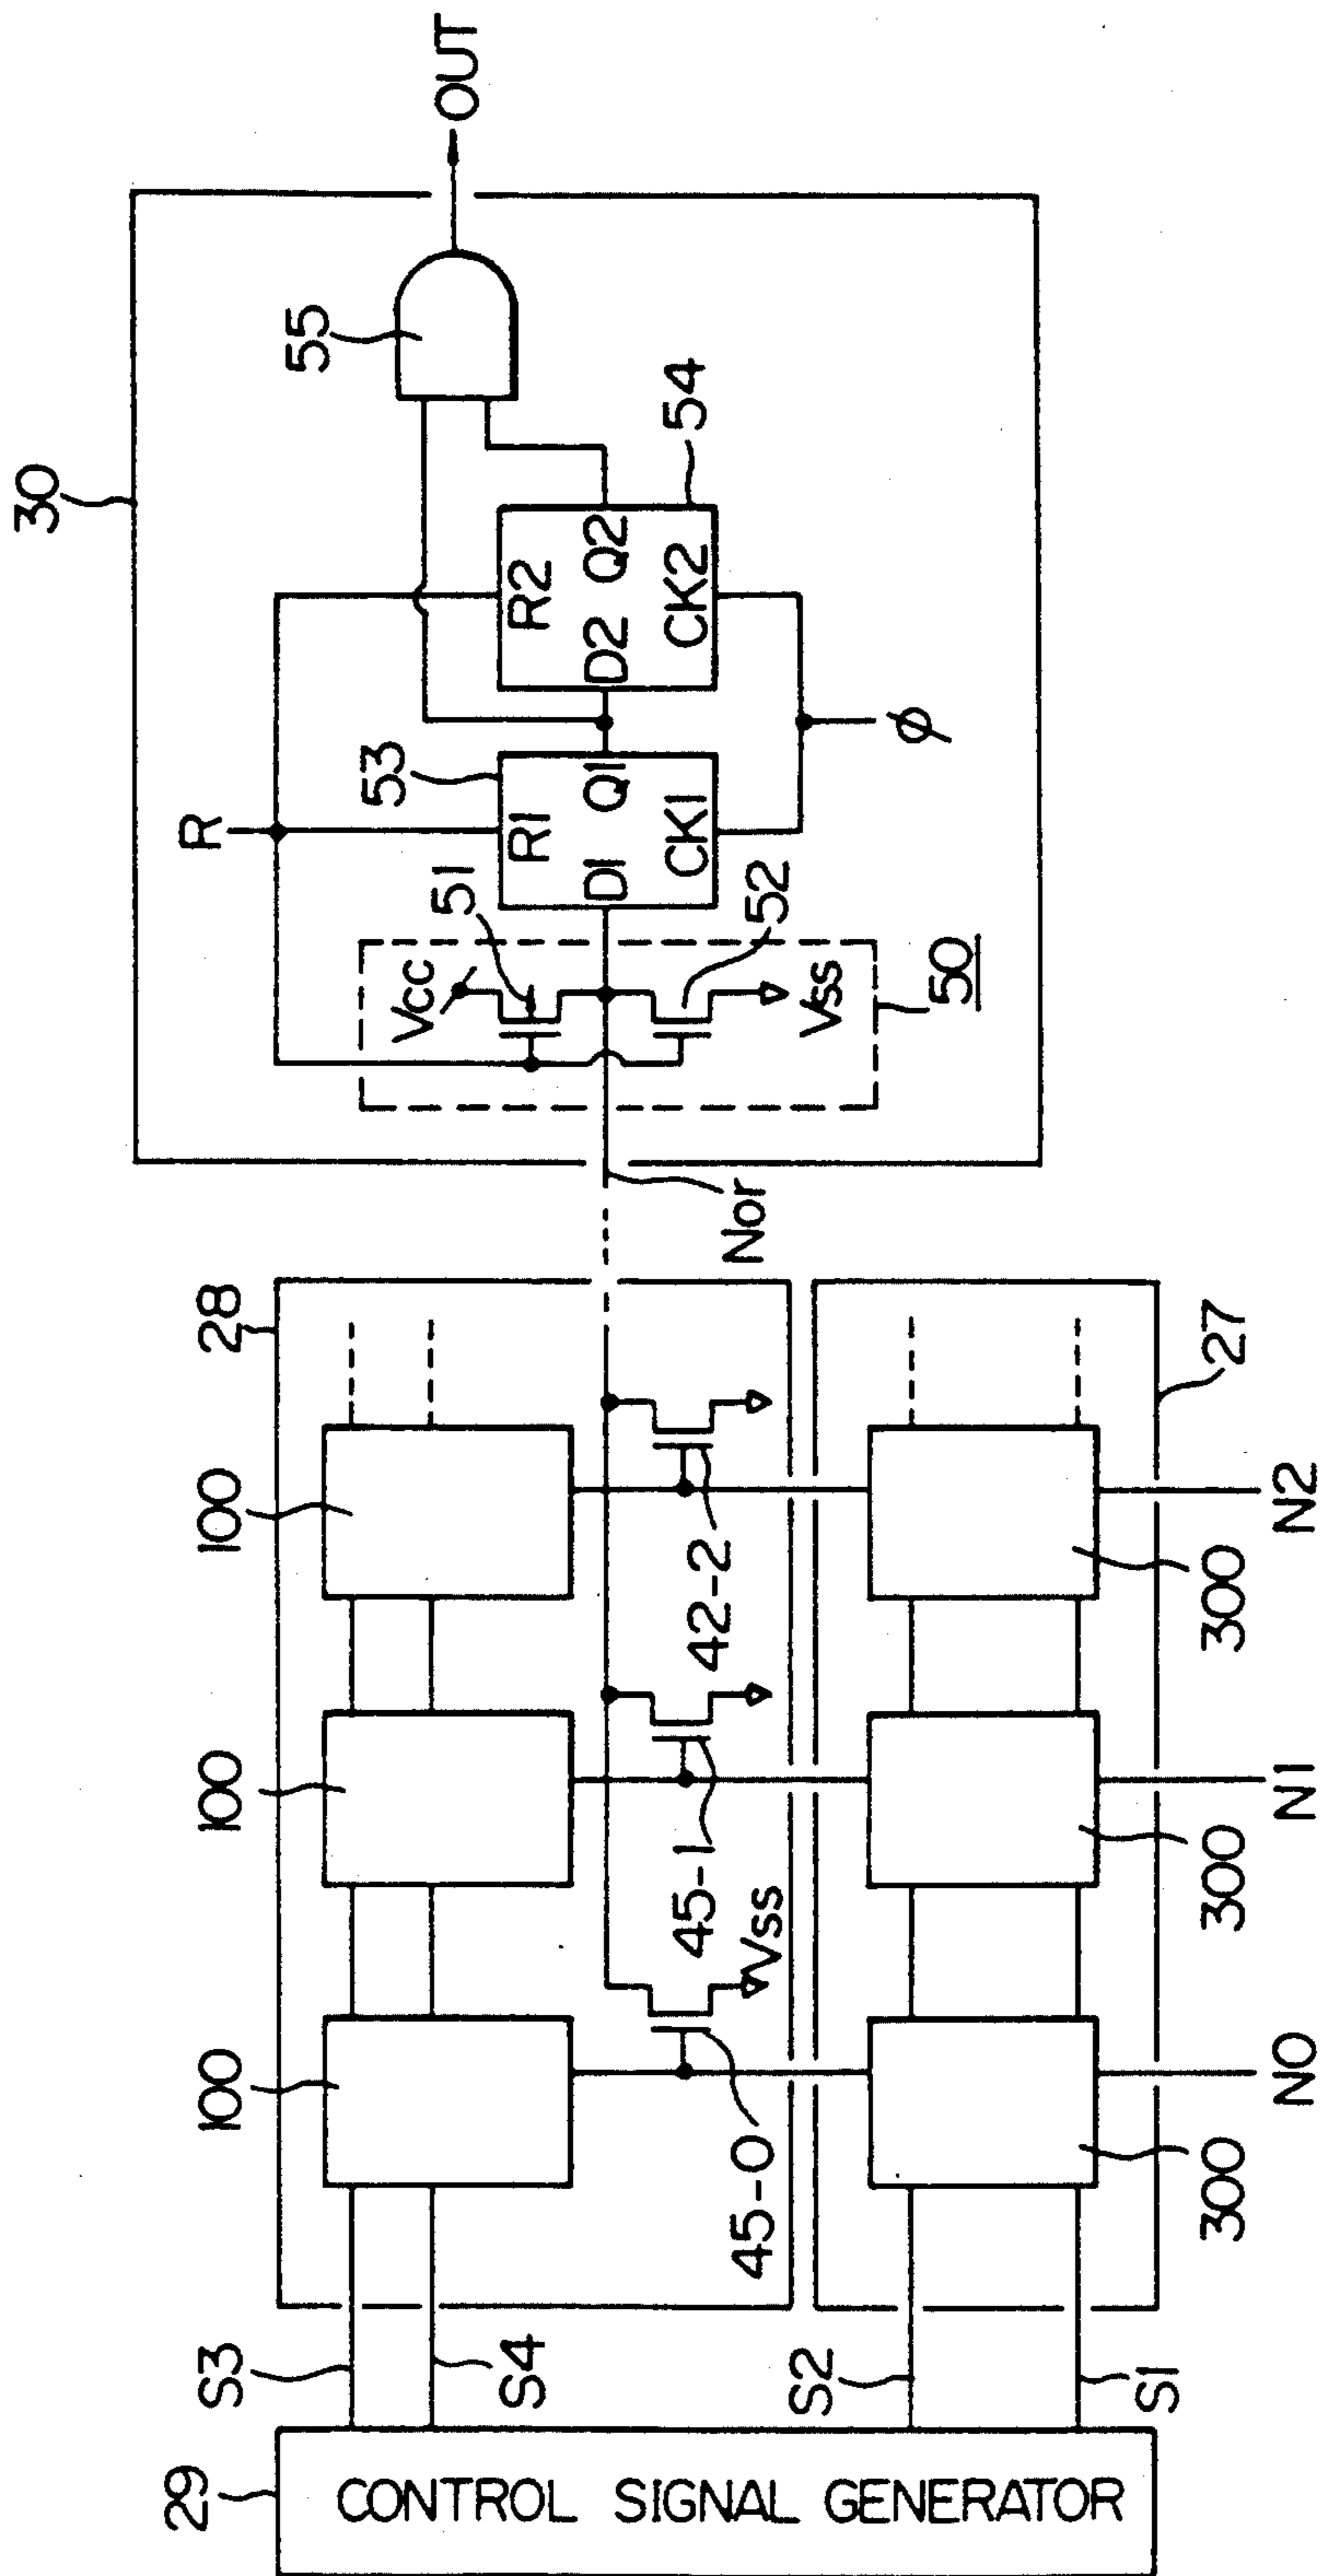 29
CONTROL SIGNAL GENERATOR
S3
S4
S2
S1
28
100
100
100
45-0
45-1
42-2
Vss
27
300
300
300
N0
N1
N2
Nor
30
R
Vcc
51
52
Vss
50
53
R1
D1
Q1
CK1
54
R2
D2
Q2
CK2
ϕ
55
OUT